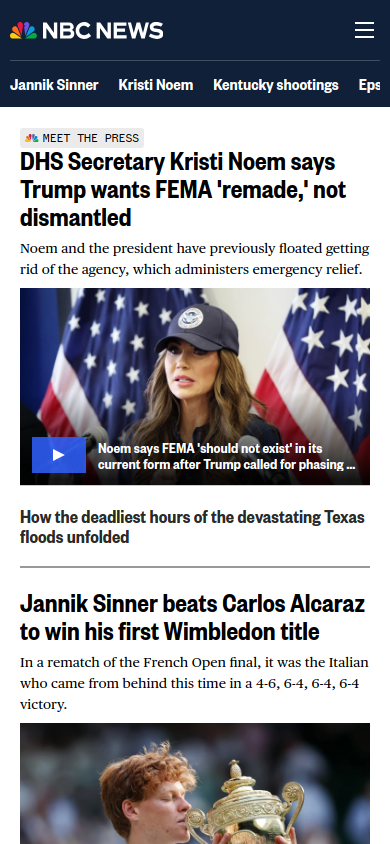 NBC NEWS
Jannik Sinner Kristi Noem Kentucky shootings Eps
MEET THE PRESS
DHS Secretary Kristi Noem says
Trump wants FEMA 'remade,' not
dismantled
Noem and the president have previously floated getting
rid of the agency, which administers emergency relief.
Noem says FEMA 'should not exist' in its
current form after Trump called for phasing ...
How the deadliest hours of the devastating Texas
floods unfolded
Jannik Sinner beats Carlos Alcaraz
to win his first Wimbledon title
In a rematch of the French Open final, it was the Italian
who came from behind this time in a 4-6, 6-4, 6-4, 6-4
victory.